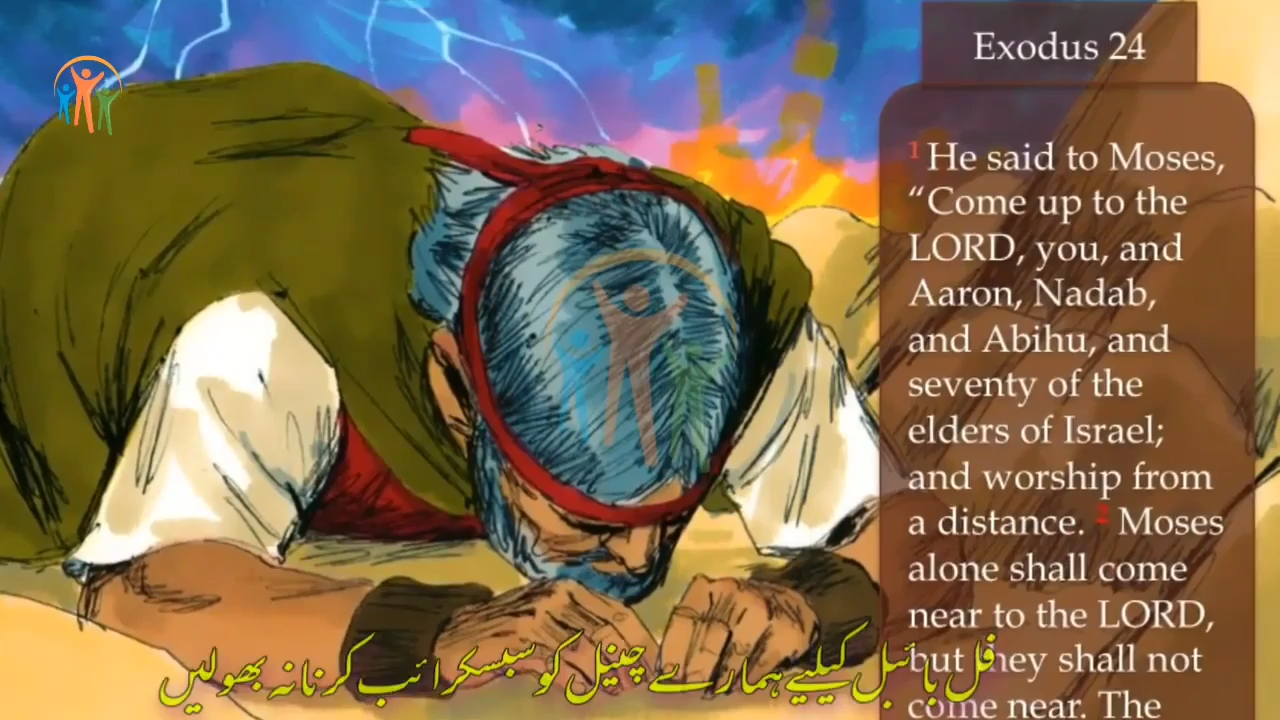 Exodus 24
1 He said to Moses,
“Come up to the
LORD, you, and
Aaron, Nadab,
and Abihu, and
seventy of the
elders of Israel;
and worship from
a distance. 2 Moses
alone shall come
near to the LORD,
but they shall not
come near. The
فل بائبل کیلیے ہمارے چینل کو سبسکرائب کرنا نہ بھولیں